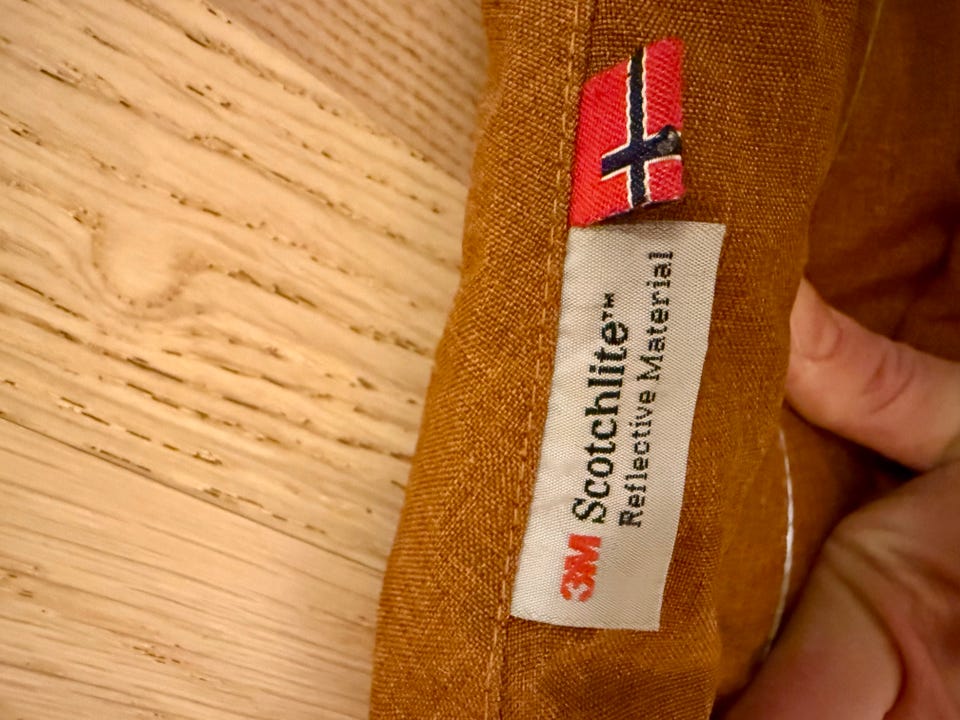 3M Scotchlite™
Reflective Material